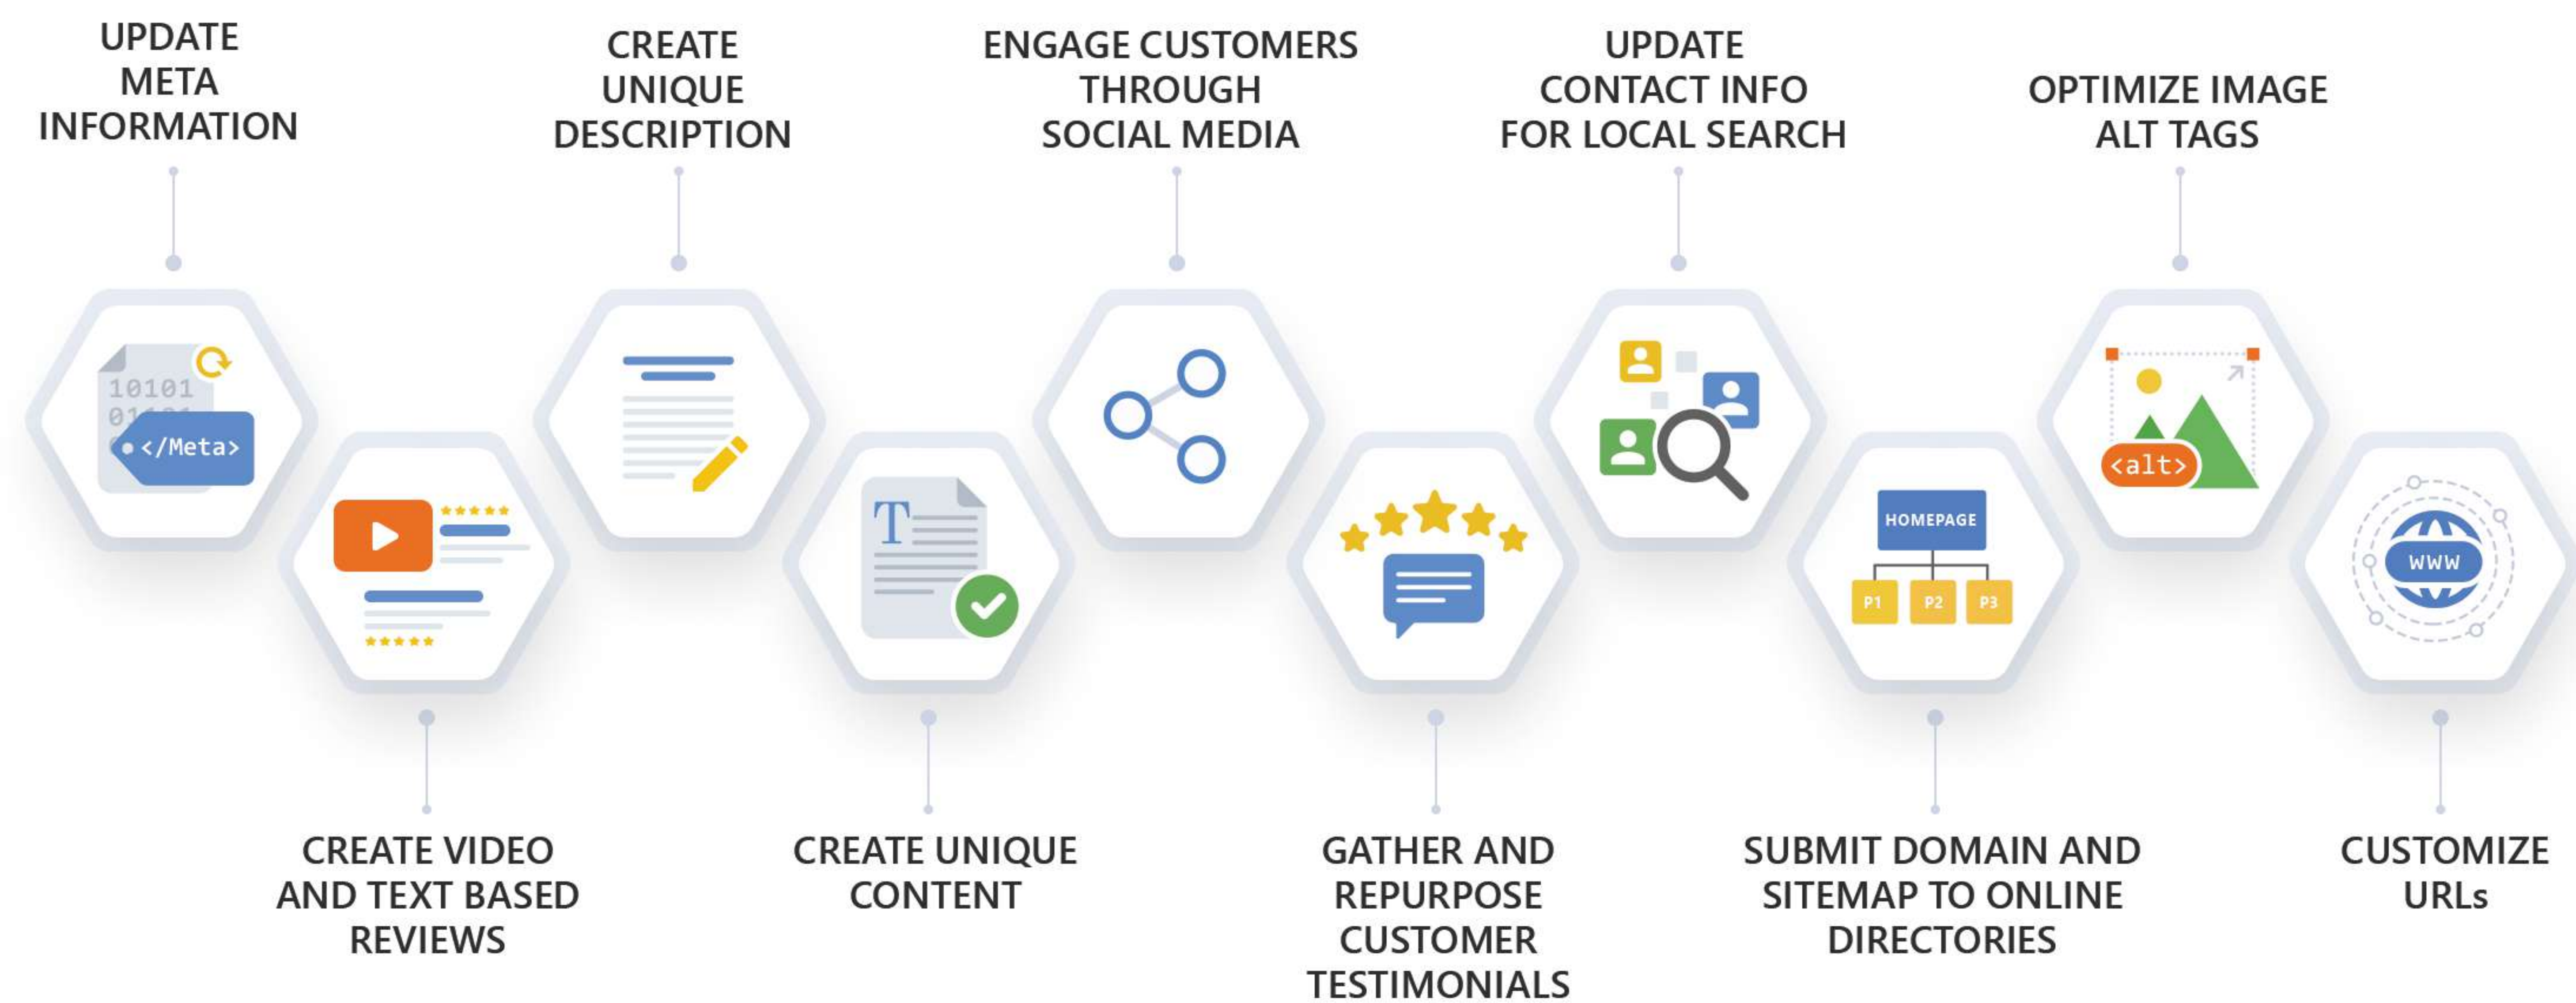 UPDATE
META
INFORMATION
CREATE
UNIQUE
DESCRIPTION
ENGAGE CUSTOMERS
THROUGH
SOCIAL MEDIA
UPDATE
CONTACT INFO
FOR LOCAL SEARCH
OPTIMIZE IMAGE
ALT TAGS
10101
</Meta>
T
HOMEPAGE
P1 P2 P3
<alt>
WWW
CREATE VIDEO
AND TEXT BASED
REVIEWS
CREATE UNIQUE
CONTENT
GATHER AND
REPURPOSE
CUSTOMER
TESTIMONIALS
SUBMIT DOMAIN AND
SITEMAP TO ONLINE
DIRECTORIES
CUSTOMIZE
URLs